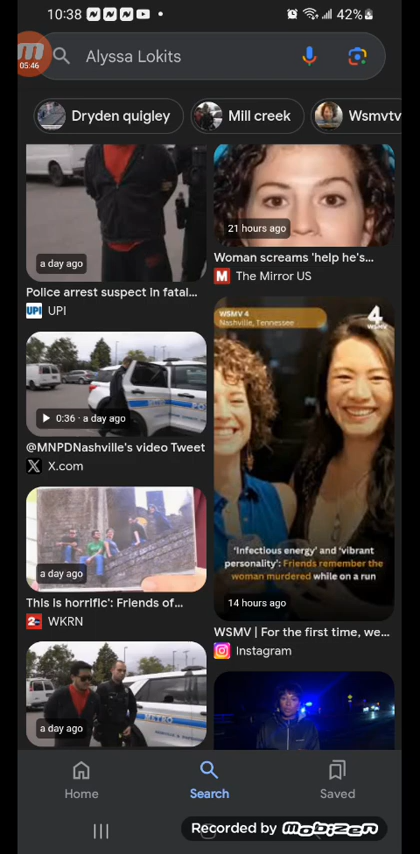 10:38
42%
05:46
Alyssa Lokits
Dryden quigley
Mill creek
Wsmvtv
a day ago
Police arrest suspect in fatal...
UPI UPI
0:36 · a day ago
@MNPDNashville's video Tweet
X.com
a day ago
This is horrific': Friends of...
2 WKRN
METRO
a day ago
21 hours ago
Woman screams 'help he's...
M The Mirror US
WSMV 4
Nashville, Tennessee
4
WSMV
'Infectious energy' and 'vibrant
personality': Friends remember the
woman murdered while on a run
14 hours ago
WSMV | For the first time, we...
Instagram
Home
Search
Saved
Recorded by mobizen